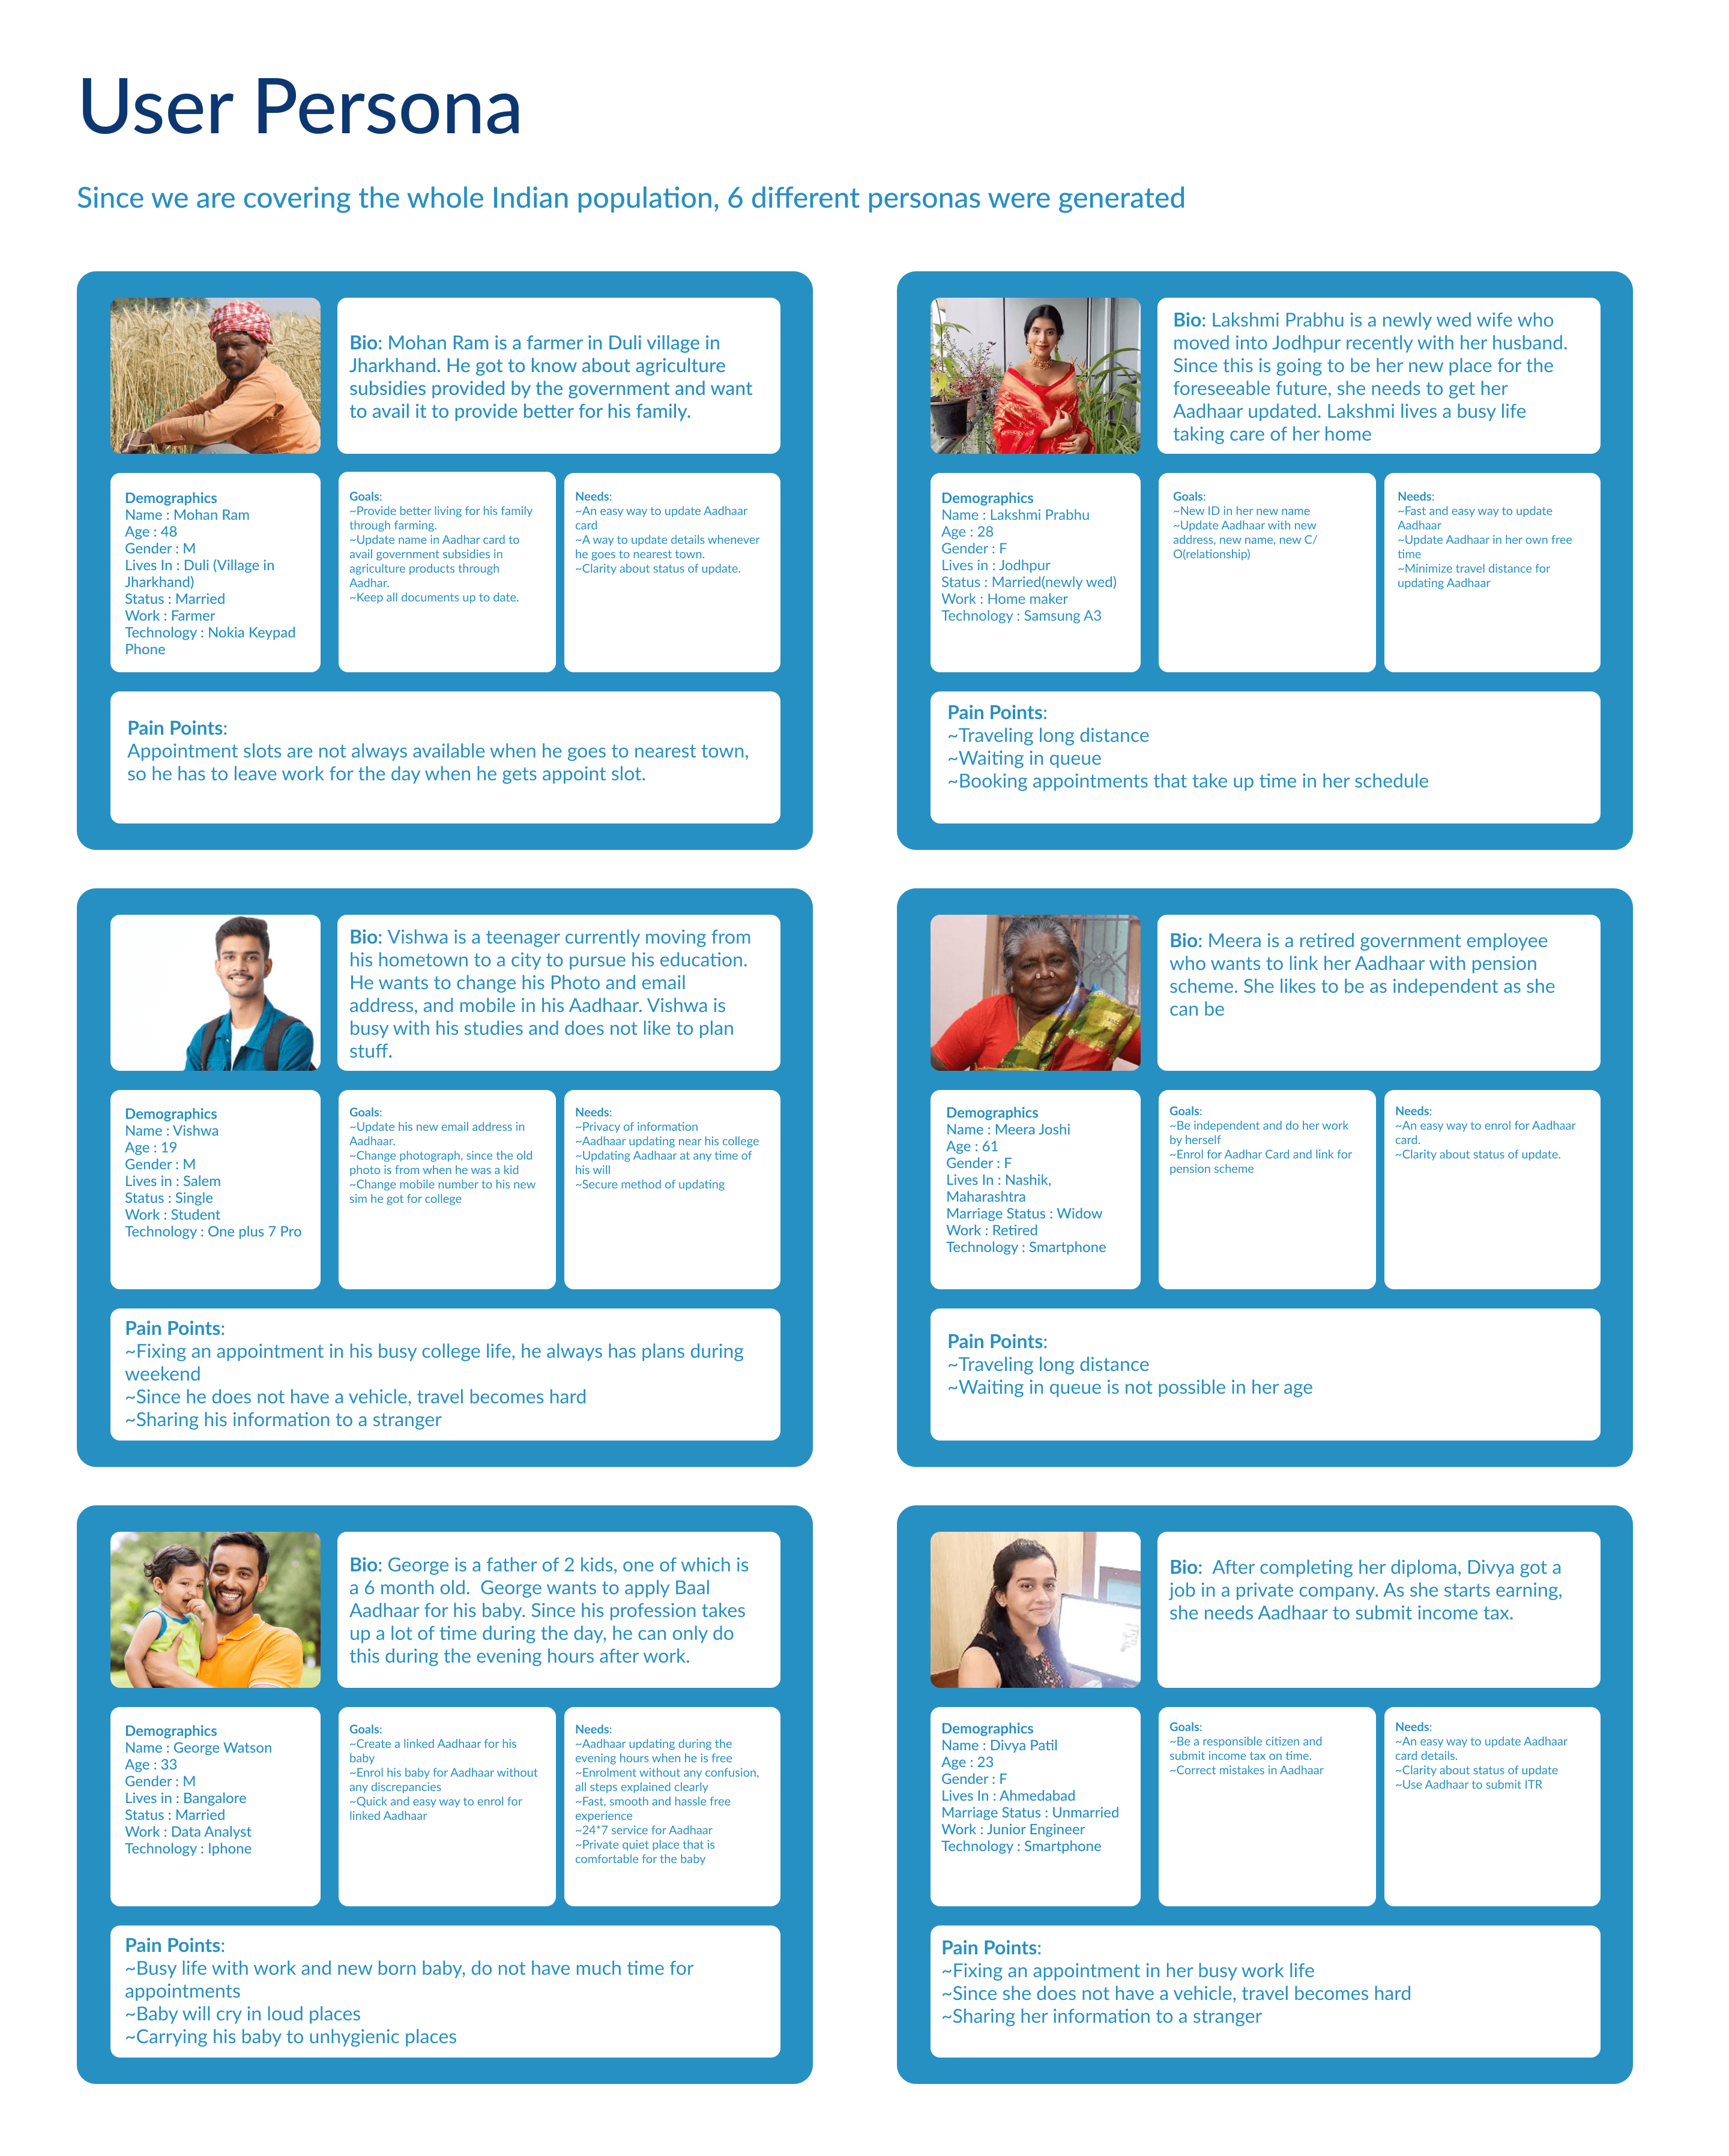 User Persona
Since we are covering the whole Indian population, 6 different personas were generated
Bio: Mohan Ram is a farmer in Duli village in
Jharkhand. He got to know about agriculture
subsidies provided by the government and want
to avail it to provide better for his family.
Demographics
Name : Mohan Ram
Age : 48
Gender : M
Lives In : Duli (Village in
Jharkhand)
Status : Married
Work : Farmer
Technology : Nokia Keypad
Phone
Goals:
~Provide better living for his family
through farming.
~Update name in Aadhar card to
avail government subsidies in
agriculture products through
Aadhar.
~Keep all documents up to date.
Needs:
~An easy way to update Aadhaar
card
~A way to update details whenever
he goes to nearest town.
~Clarity about status of update.
Pain Points:
Appointment slots are not always available when he goes to nearest town,
so he has to leave work for the day when he gets appoint slot.
Bio: Lakshmi Prabhu is a newly wed wife who
moved into Jodhpur recently with her husband.
Since this is going to be her new place for the
foreseeable future, she needs to get her
Aadhaar updated. Lakshmi lives a busy life
taking care of her home
Demographics
Name : Lakshmi Prabhu
Age : 28
Gender : F
Lives in : Jodhpur
Status : Married(newly wed)
Work : Home maker
Technology : Samsung A3
Goals:
~New ID in her new name
~Update Aadhaar with new
address, new name, new C/
O(relationship)
Needs:
~Fast and easy way to update
Aadhaar
~Update Aadhaar in her own free
time
~Minimize travel distance for
updating Aadhaar
Pain Points:
~Traveling long distance
~Waiting in queue
~Booking appointments that take up time in her schedule
Bio: Vishwa is a teenager currently moving from
his hometown to a city to pursue his education.
He wants to change his Photo and email
address, and mobile in his Aadhaar. Vishwa is
busy with his studies and does not like to plan
stuff.
Demographics
Name : Vishwa
Age : 19
Gender : M
Lives in : Salem
Status : Single
Work : Student
Technology : One plus 7 Pro
Goals:
~Update his new email address in
Aadhaar.
~Change photograph, since the old
photo is from when he was a kid
~Change mobile number to his new
sim he got for college
Needs:
~Privacy of information
~Aadhaar updating near his college
~Updating Aadhaar at any time of
his will
~Secure method of updating
Pain Points:
~Fixing an appointment in his busy college life, he always has plans during
weekend
~Since he does not have a vehicle, travel becomes hard
~Sharing his information to a stranger
Bio: Meera is a retired government employee
who wants to link her Aadhaar with pension
scheme. She likes to be as independent as she
can be
Demographics
Name : Meera Joshi
Age : 61
Gender : F
Lives In : Nashik,
Maharashtra
Marriage Status : Widow
Work : Retired
Technology : Smartphone
Goals:
~Be independent and do her work
by herself
~Enrol for Aadhar Card and link for
pension scheme
Needs:
~An easy way to enrol for Aadhaar
card.
~Clarity about status of update.
Pain Points:
~Traveling long distance
~Waiting in queue is not possible in her age
Bio: George is a father of 2 kids, one of which is
a 6 month old.  George wants to apply Baal
Aadhaar for his baby. Since his profession takes
up a lot of time during the day, he can only do
this during the evening hours after work.
Demographics
Name : George Watson
Age : 33
Gender : M
Lives in : Bangalore
Status : Married
Work : Data Analyst
Technology : Iphone
Goals:
~Create a linked Aadhaar for his
baby
~Enrol his baby for Aadhaar without
any discrepancies
~Quick and easy way to enrol for
linked Aadhaar
Needs:
~Aadhaar updating during the
evening hours when he is free
~Enrolment without any confusion,
all steps explained clearly
~Fast, smooth and hassle free
experience
~24*7 service for Aadhaar
~Private quiet place that is
comfortable for the baby
Pain Points:
~Busy life with work and new born baby, do not have much time for
appointments
~Baby will cry in loud places
~Carrying his baby to unhygienic places
Bio:  After completing her diploma, Divya got a
job in a private company. As she starts earning,
she needs Aadhaar to submit income tax.
Demographics
Name : Divya Patil
Age : 23
Gender : F
Lives In : Ahmedabad
Marriage Status : Unmarried
Work : Junior Engineer
Technology : Smartphone
Goals:
~Be a responsible citizen and
submit income tax on time.
~Correct mistakes in Aadhaar
Needs:
~An easy way to update Aadhaar
card details.
~Clarity about status of update
~Use Aadhaar to submit ITR
Pain Points:
~Fixing an appointment in her busy work life
~Since she does not have a vehicle, travel becomes hard
~Sharing her information to a stranger